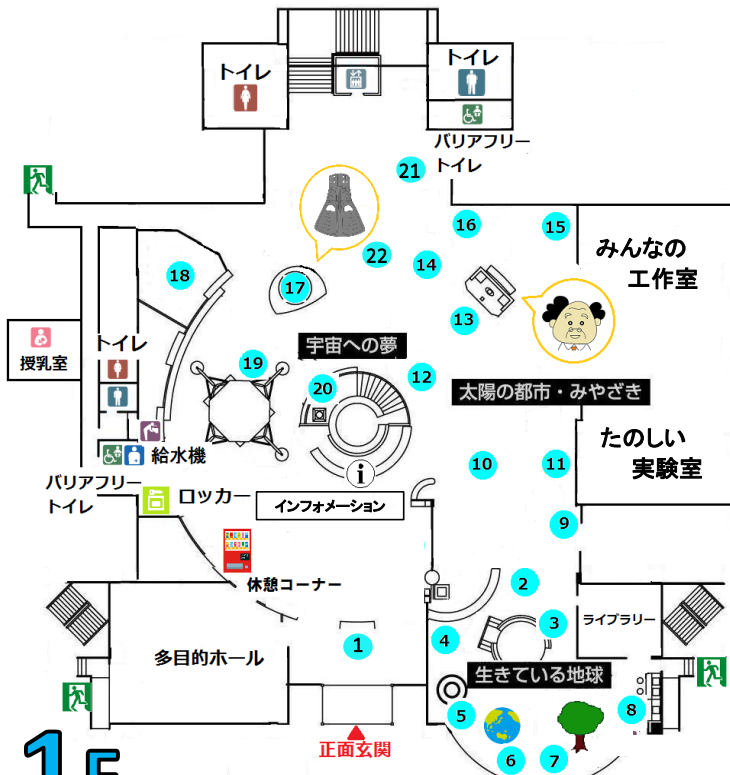 トイレ
トイレ
バリアフリー
トイレ
21
16
15
みんなの
工作室
22
14
18
17
13
授乳室
トイレ
宇宙への夢
19
12
20
太陽の都市・みやざき
たのしい
実験室
10
11
給水機
i
バリアフリー
トイレ
ロッカー
インフォメーション
9
休憩コーナー
2
3
ライブラリー
1
4
多目的ホール
生きている地球
5
8
正面玄関
6
7
1F